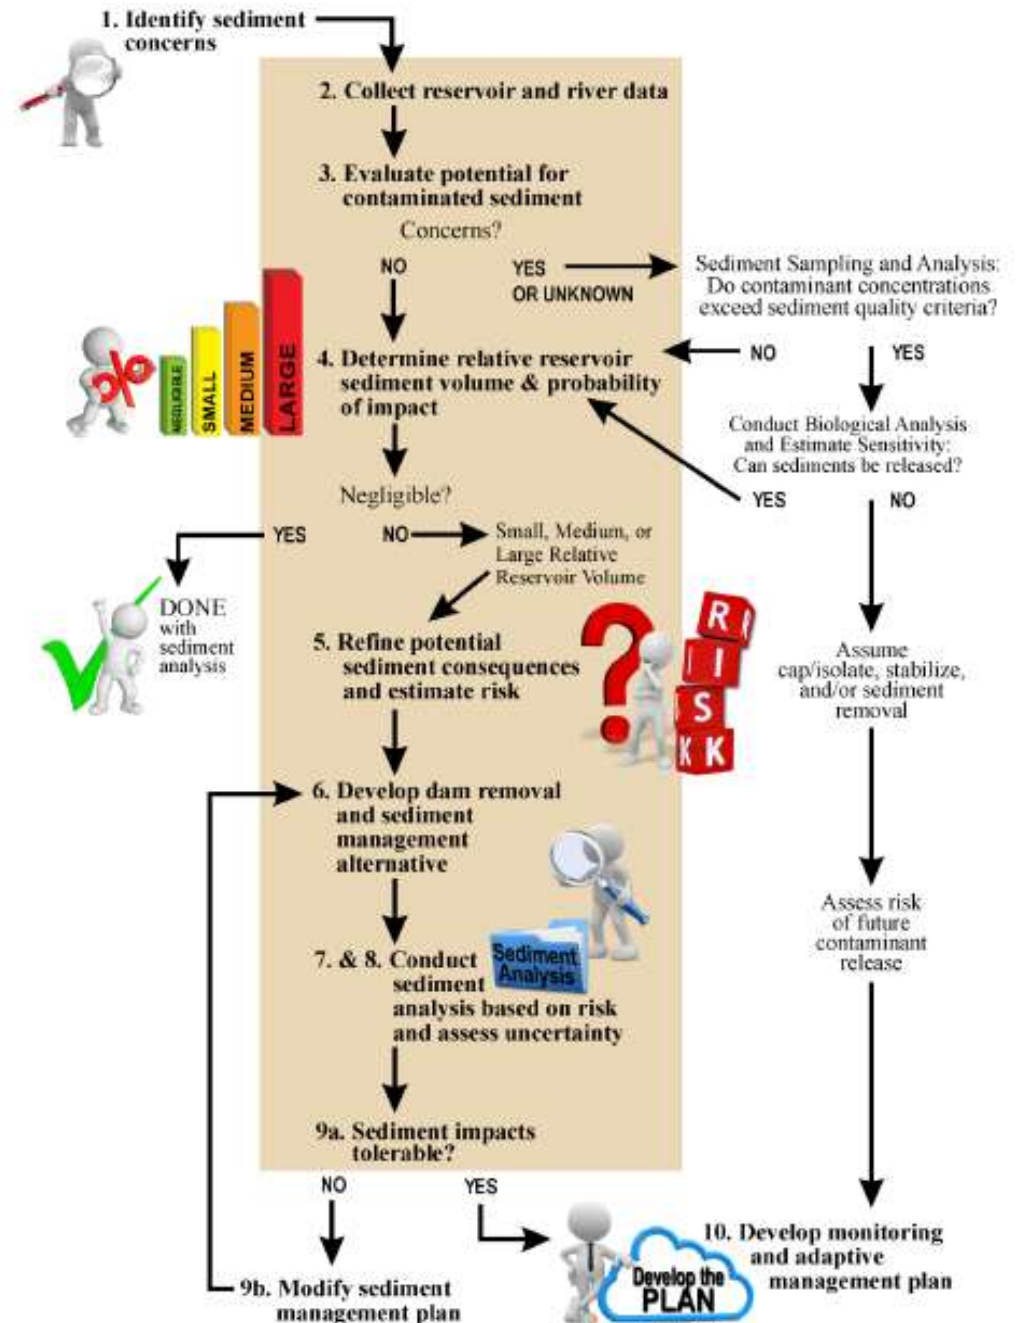 1. Identify sediment
concerns
2. Collect reservoir and river data
3. Evaluate potential for
contaminated sediment
Concerns?
NO
YES
OR UNKNOWN
Sediment Sampling and Analysis:
Do contaminant concentrations
exceed sediment quality criteria?
NO
YES
%
NEGLIGIBLE
SMALL
MEDIUM
LARGE
4. Determine relative reservoir
sediment volume & probability
of impact
Conduct Biological Analysis
and Estimate Sensitivity:
Can sediments be released?
YES
NO
Negligible?
YES
NO
Small, Medium, or
Large Relative
Reservoir Volume
DONE
with
sediment
analysis
5. Refine potential
sediment consequences
and estimate risk
?
R
I
S
K
Assume
cap/isolate, stabilize,
and/or sediment
removal
6. Develop dam removal
and sediment
management
alternative
Assess risk
of future
contaminant
release
7. & 8. Conduct
sediment
analysis based on risk
and assess uncertainty
Sediment
Analysis
9a. Sediment impacts
tolerable?
NO
YES
10. Develop monitoring
and adaptive
management plan
Develop the
PLAN
9b. Modify sediment
management plan